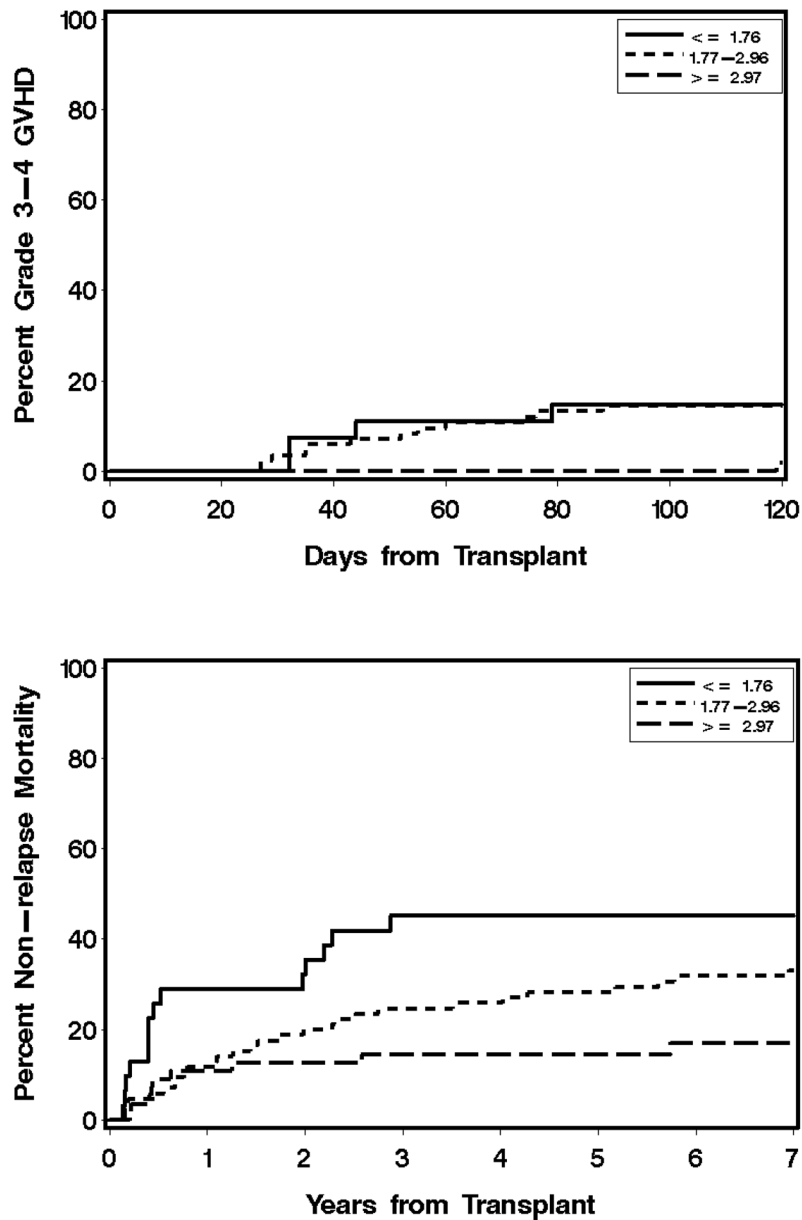 Percent Grade 3–4 GVHD
100
80
60
40
20
0
< = 1.76
1.77–2.96
> = 2.97
0 20 40 60 80 100 120
Days from Transplant
Percent Non–relapse Mortality
100
80
60
40
20
0
< = 1.76
1.77–2.96
> = 2.97
0 1 2 3 4 5 6 7
Years from Transplant